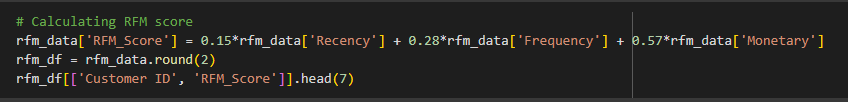 # Calculating RFM score
rfm_data['RFM_Score'] = 0.15*rfm_data['Recency'] + 0.28*rfm_data['Frequency'] + 0.57*rfm_data['Monetary']
rfm_df = rfm_data.round(2)
rfm_df[['Customer ID', 'RFM_Score']].head(7)